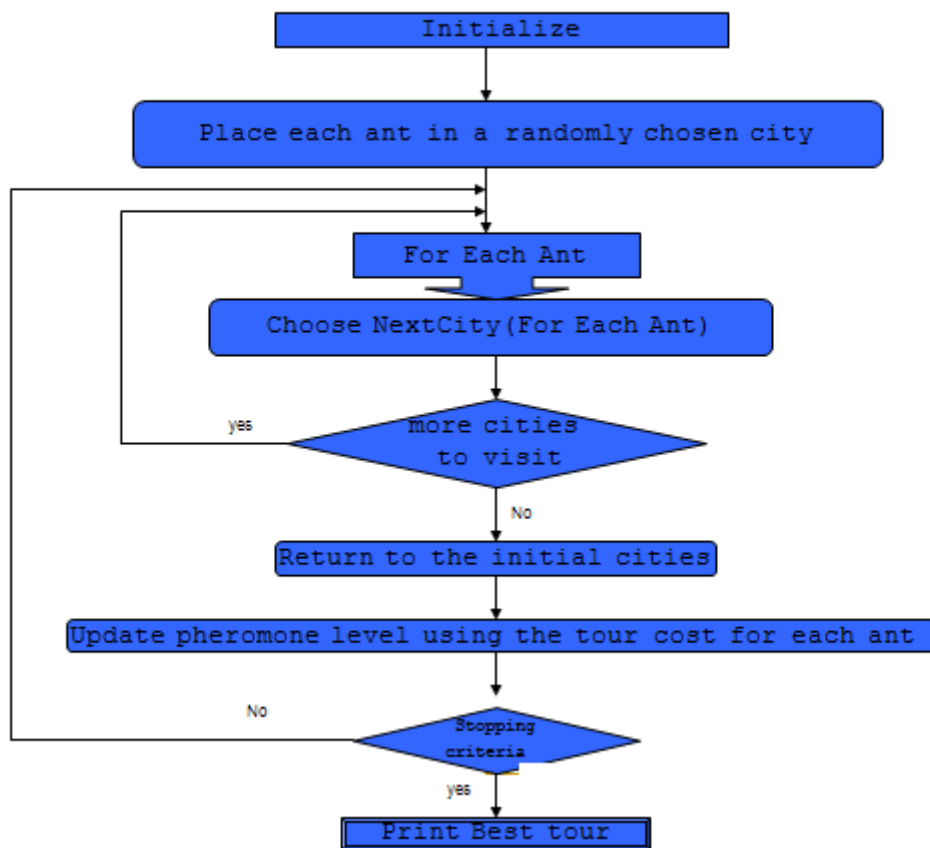 Initialize
Place each ant in a randomly chosen city
For Each Ant
Choose NextCity(For Each Ant)
more cities
to visit
yes
No
Return to the initial cities
Update pheromone level using the tour cost for each ant
Stopping
criteria
No
yes
Print Best tour